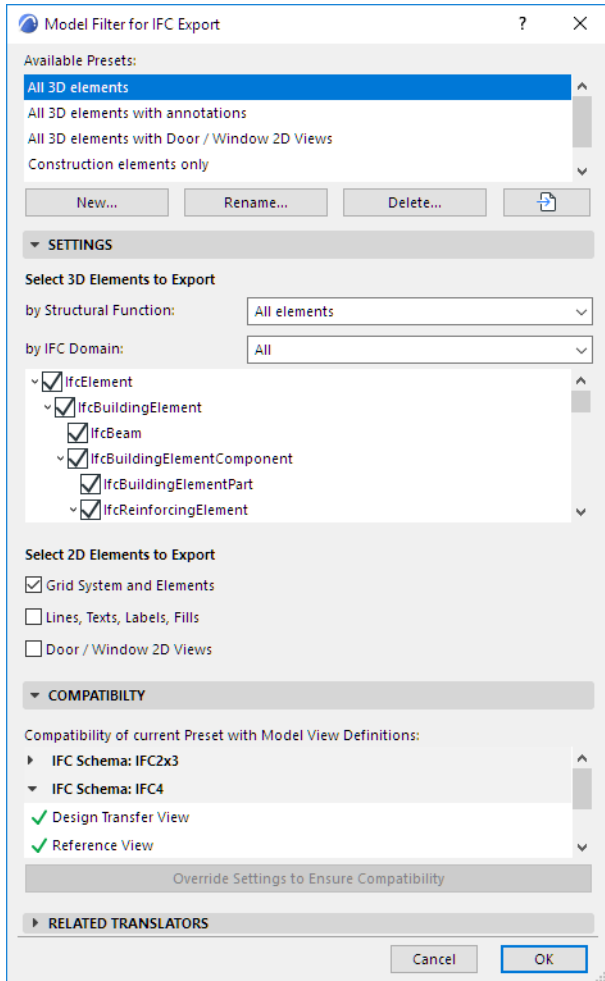 Model Filter for IFC Export
?
Available Presets:
All 3D elements
All 3D elements with annotations
All 3D elements with Door / Window 2D Views
Construction elements only
New... Rename... Delete...
SETTINGS
Select 3D Elements to Export
by Structural Function: All elements
by IFC Domain: All
IfcElement
IfcBuildingElement
IfcBeam
IfcBuildingElementComponent
IfcBuildingElementPart
IfcReinforcingElement
Select 2D Elements to Export
Grid System and Elements
Lines, Texts, Labels, Fills
Door / Window 2D Views
COMPATIBILTY
Compatibility of current Preset with Model View Definitions:
IFC Schema: IFC2x3
IFC Schema: IFC4
Design Transfer View
Reference View
Override Settings to Ensure Compatibility
RELATED TRANSLATORS
Cancel OK